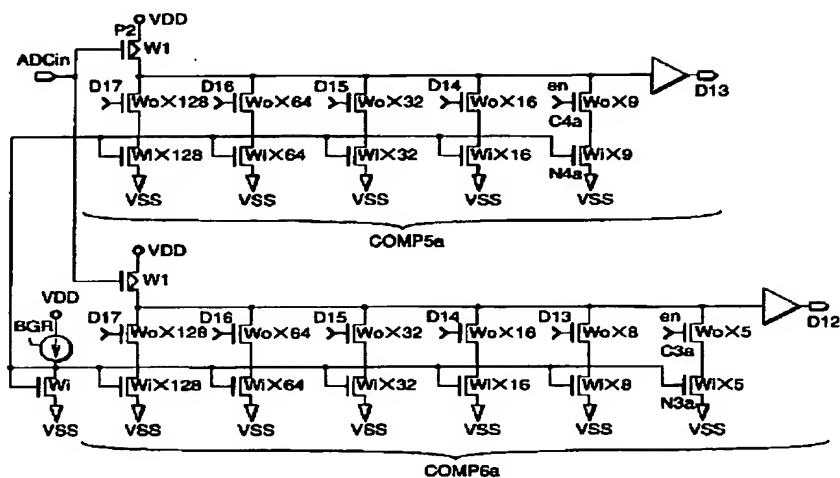 P2 VDD
W1
ADCin
D17 D16 D15 D14 en
Wo×128 Wo×64 Wo×32 Wo×16 Wo×9
C4a
D13
Wi×128 Wi×64 Wi×32 Wi×16 Wi×9
N4a
VSS VSS VSS VSS VSS
COMP5a
VDD
W1
VDD
BGR
D17 D16 D15 D14 D13 en
Wo×128 Wo×64 Wo×32 Wo×16 Wo×8 Wo×5
C3a
D12
Wi Wi×128 Wi×64 Wi×32 Wi×16 Wi×8 Wi×5
N3a
VSS VSS VSS VSS VSS VSS VSS
COMP6a